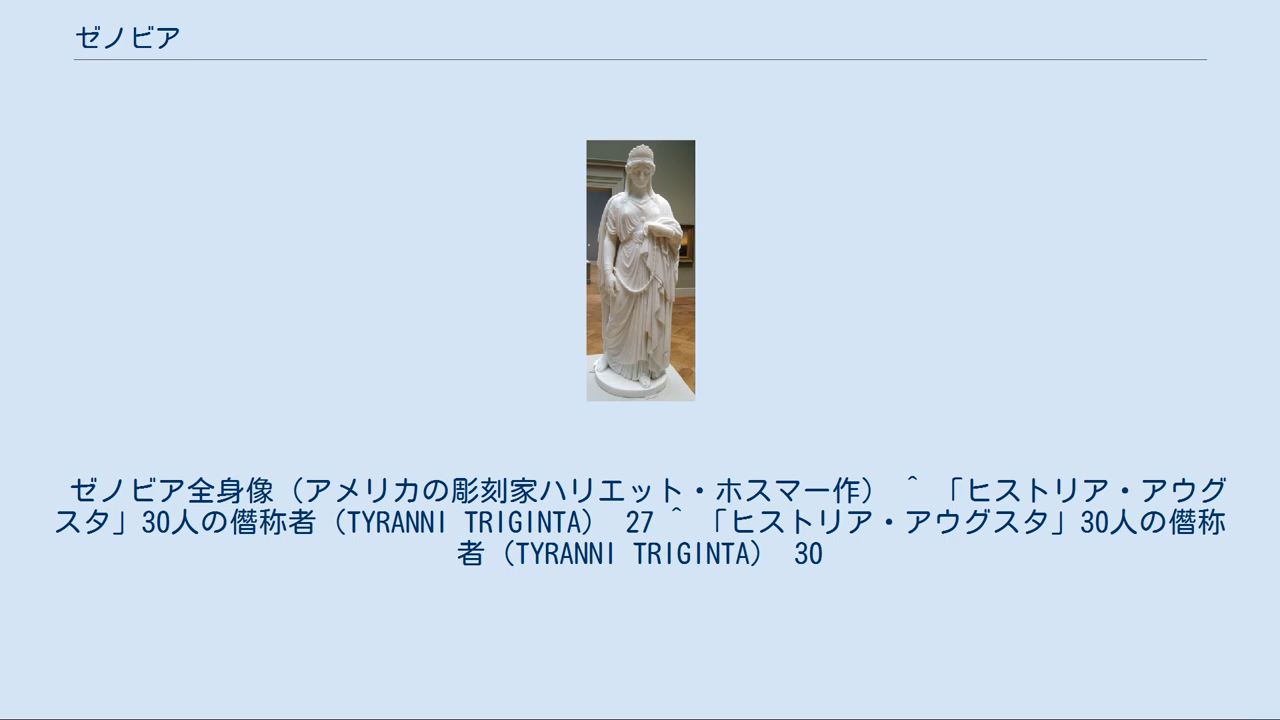 ゼノビア
ゼノビア全身像（アメリカの彫刻家ハリエット・ホスマー作） ^ 「ヒストリア・アウグ
スタ」30人の僭称者（TYRANNI TRIGINTA） 27 ^ 「ヒストリア・アウグスタ」30人の僭称
者（TYRANNI TRIGINTA） 30